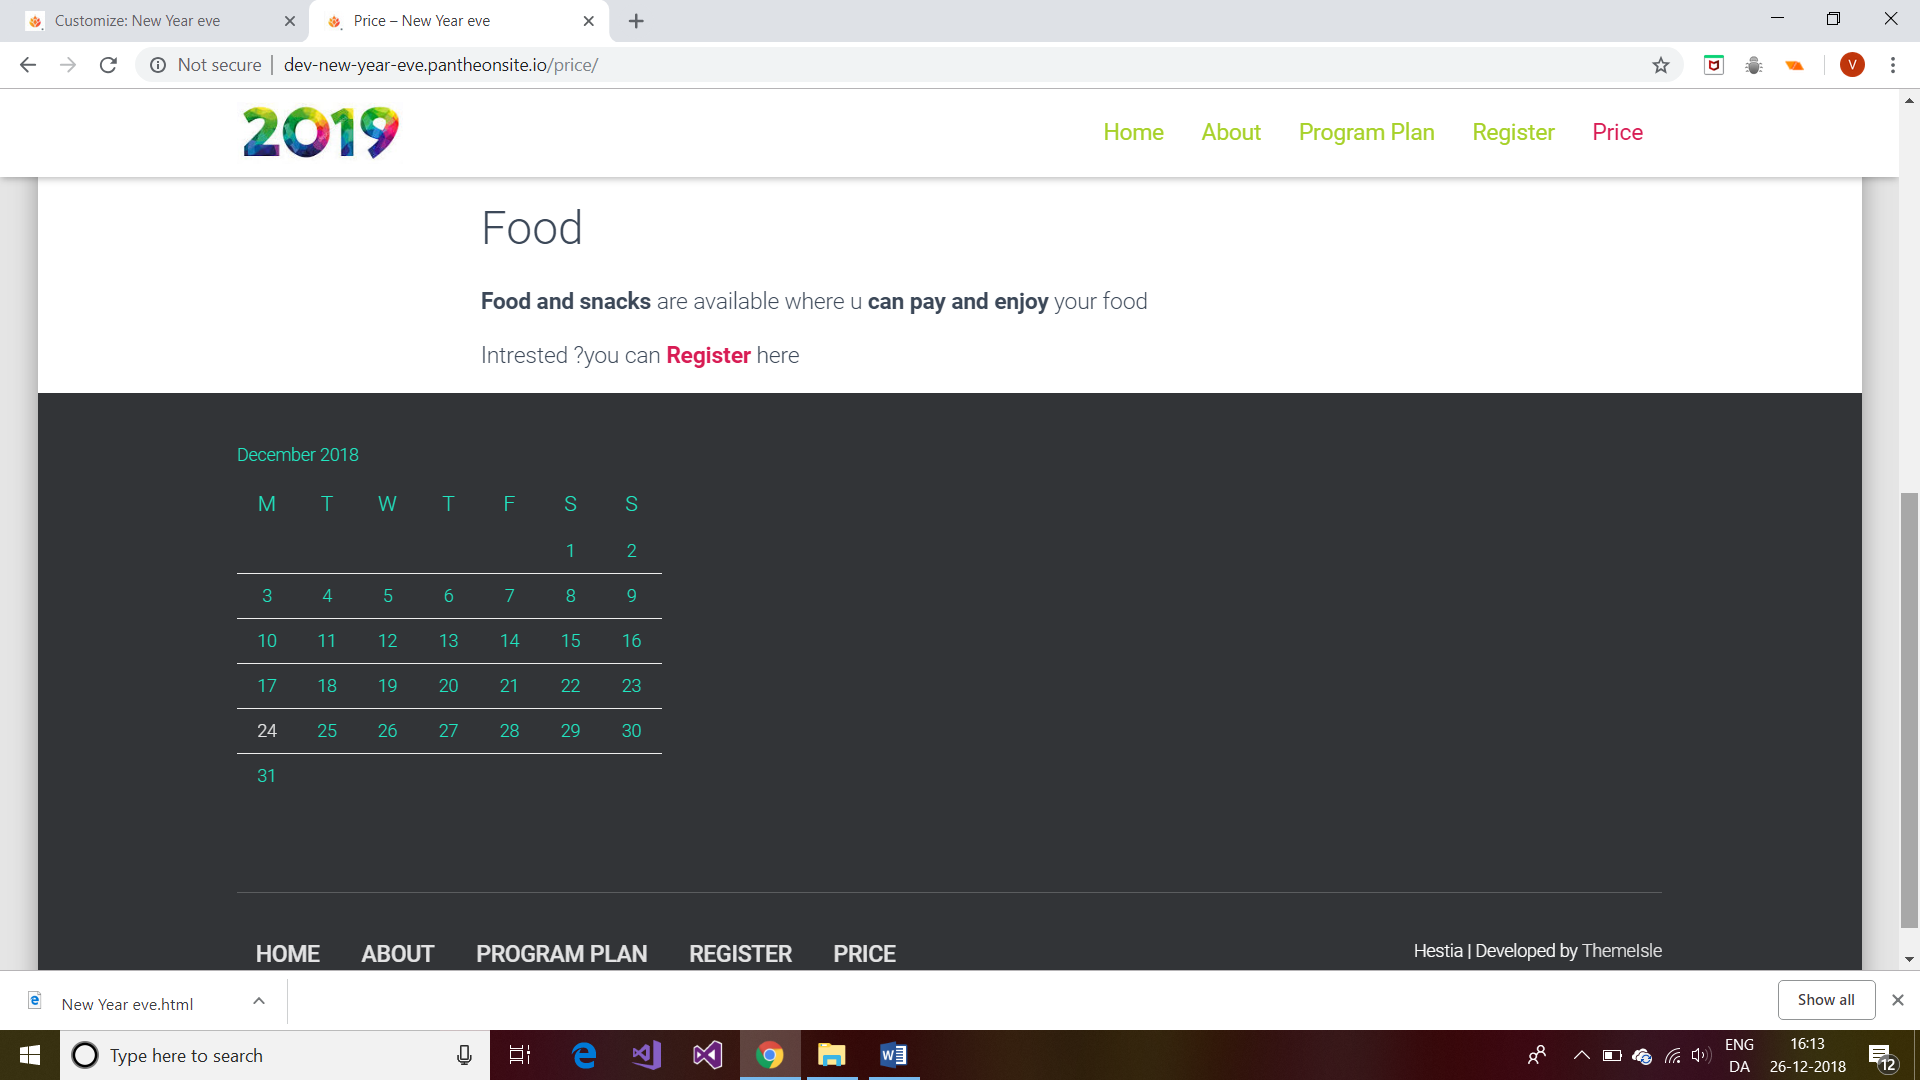 Customize: New Year eve
Price – New Year eve
Not secure | dev-new-year-eve.pantheonsite.io/price/
V
2019
Home About Program Plan Register Price
Food
Food and snacks are available where u can pay and enjoy your food
Intrested ?you can Register here
December 2018
M T W T F S S
1 2
3 4 5 6 7 8 9
10 11 12 13 14 15 16
17 18 19 20 21 22 23
24 25 26 27 28 29 30
31
HOME ABOUT PROGRAM PLAN REGISTER PRICE
Hestia | Developed by ThemeIsle
New Year eve.html
Show all
Type here to search
ENG
DA
16:13
26-12-2018
12